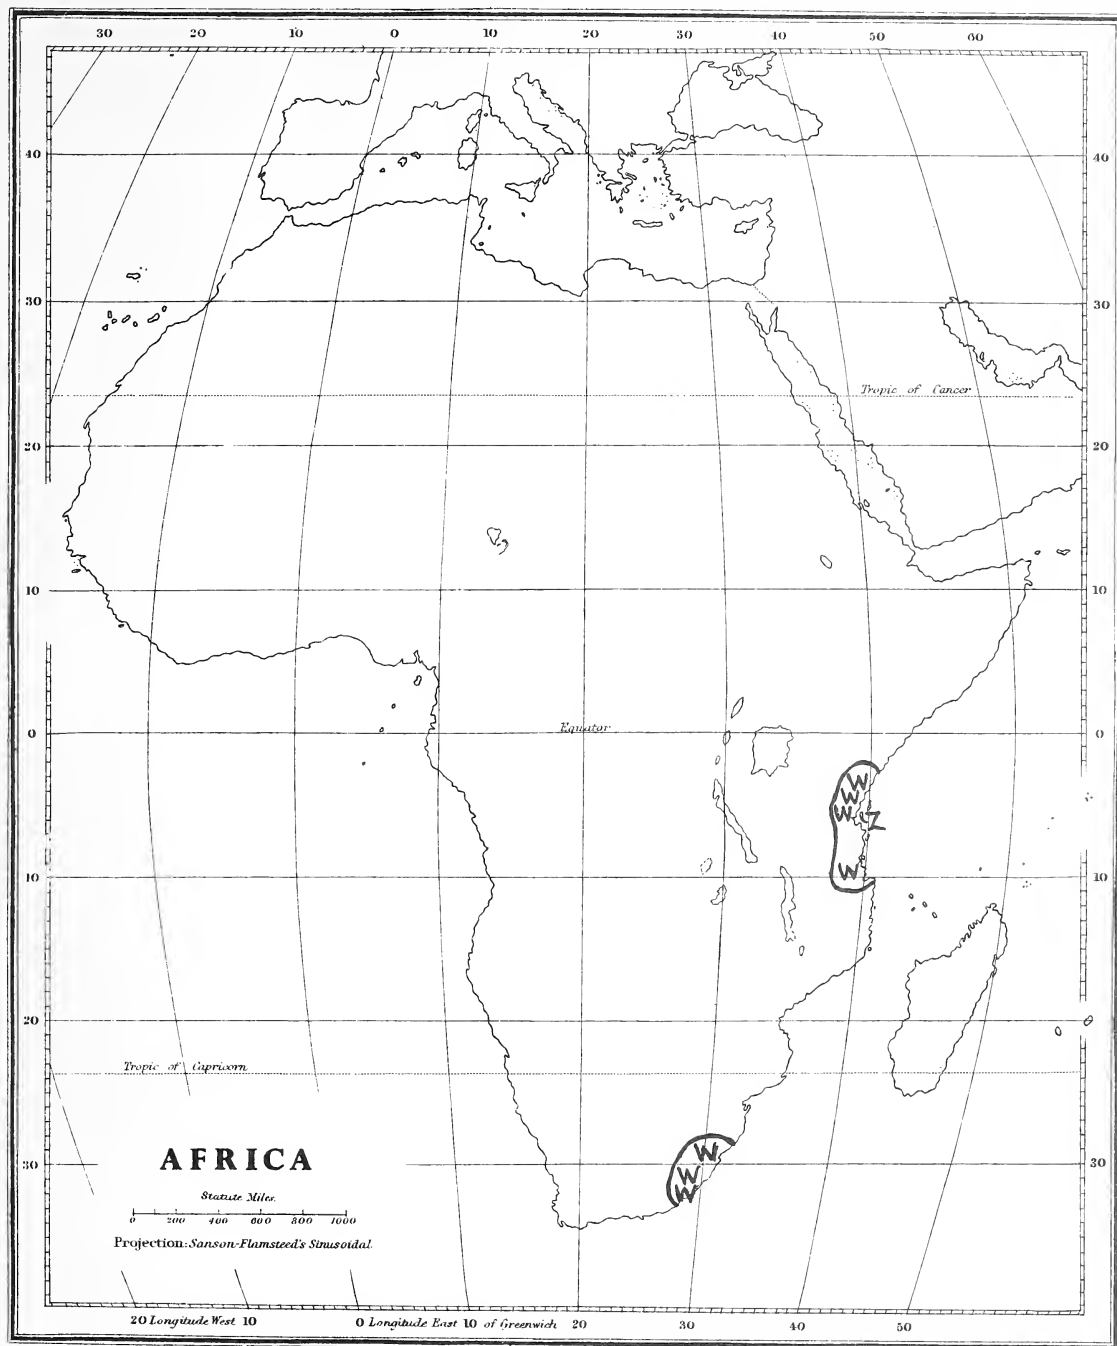 30 20 10 0 10 20 30 40 50 60
40 40
30 30
Tropic of Cancer
20 20
10 10
0 Equator 0
W
W
W Z
W
10 10
20 20
Tropic of Capricorn
W
W
W
AFRICA
30 30
Statute Miles.
0 200 400 600 800 1000
Projection: Sanson-Flamsteed's Sinusoidal.
20 Longitude West 10 0 Longitude East 10 of Greenwich 20 30 40 50